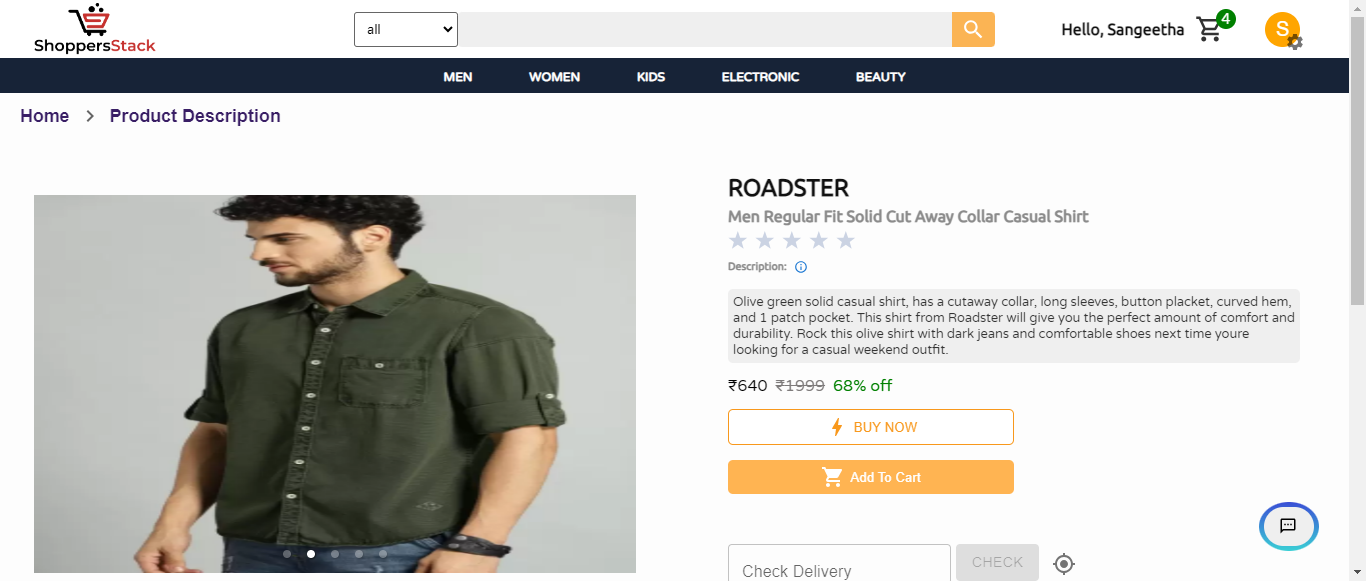 ShoppersStack
all
Hello, Sangeetha
4
S
MEN
WOMEN
KIDS
ELECTRONIC
BEAUTY
Home > Product Description
ROADSTER
Men Regular Fit Solid Cut Away Collar Casual Shirt
Description:
Olive green solid casual shirt, has a cutaway collar, long sleeves, button placket, curved hem,
and 1 patch pocket. This shirt from Roadster will give you the perfect amount of comfort and
durability. Rock this olive shirt with dark jeans and comfortable shoes next time youre
looking for a casual weekend outfit.
₹640 ₹1999 68% off
BUY NOW
Add To Cart
Check Delivery
CHECK